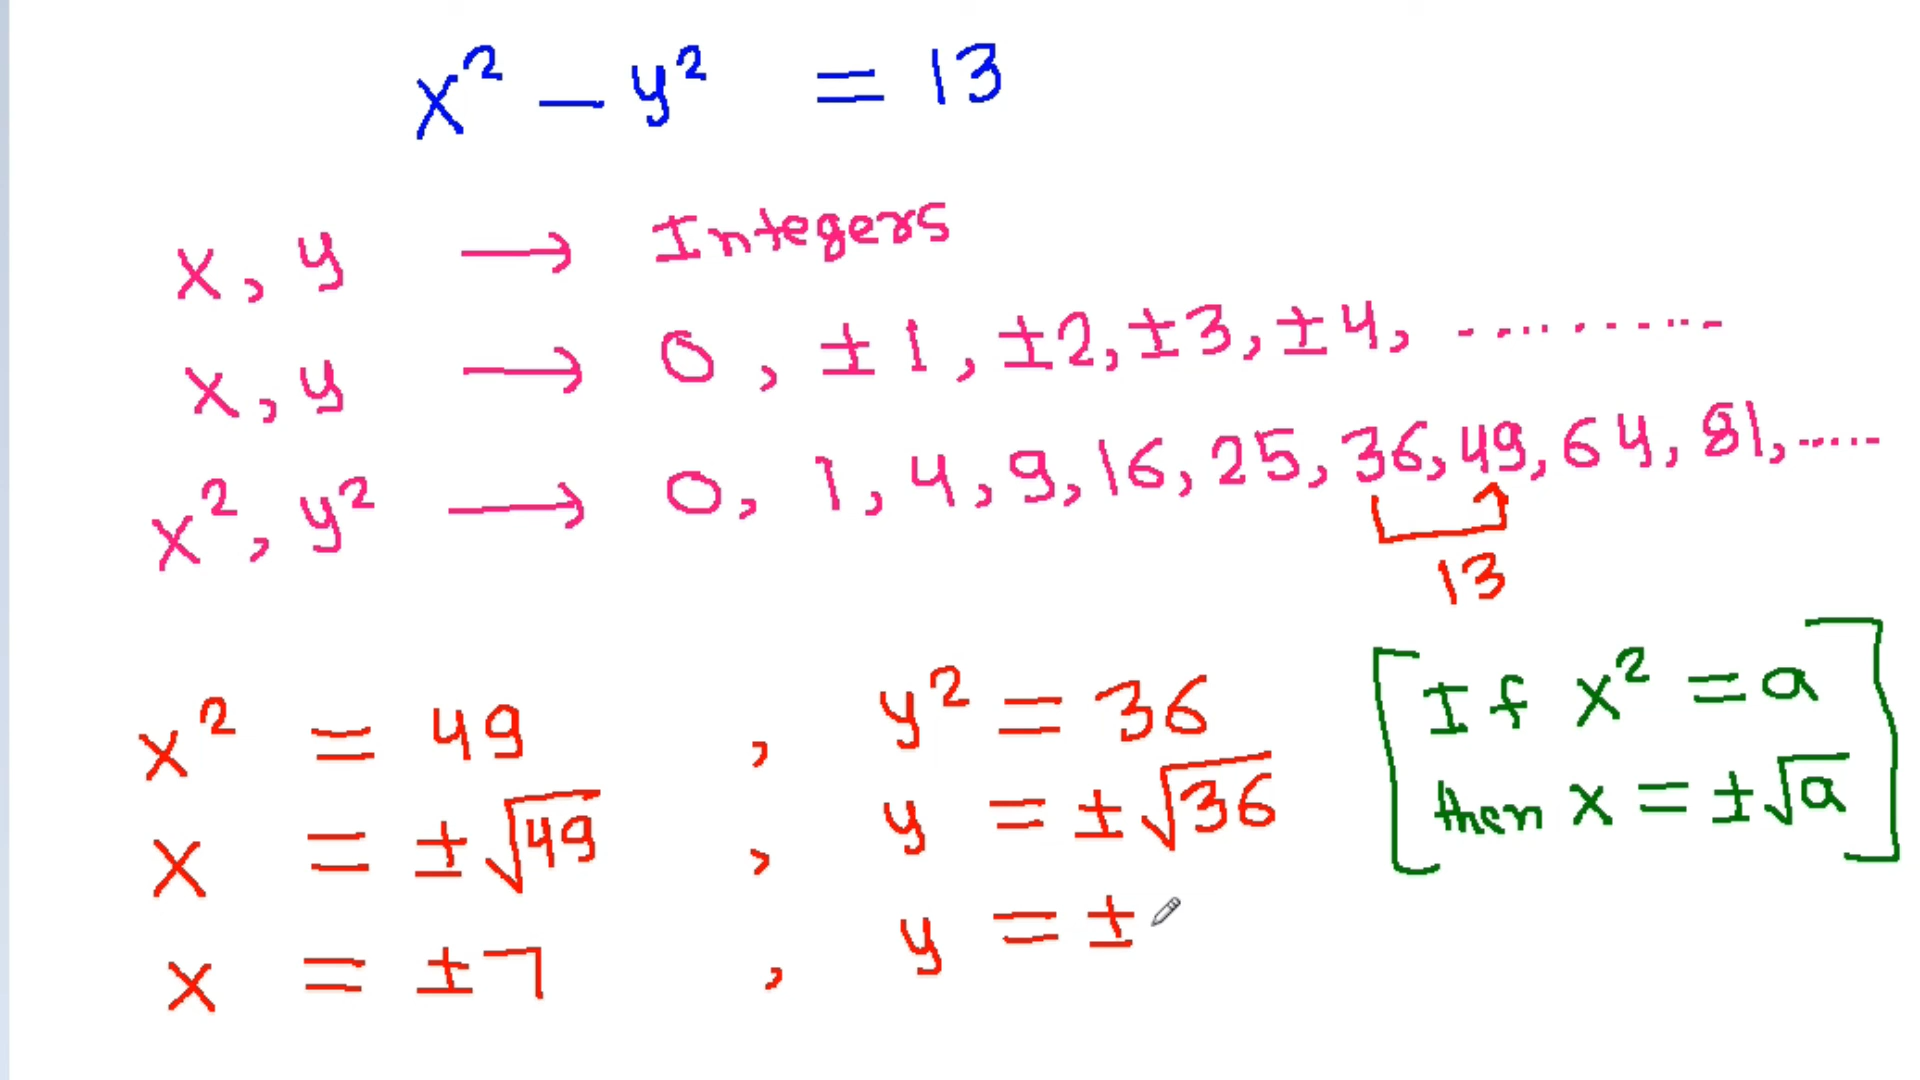 x² − y² = 13
x, y → Integers
x, y → 0, ±1, ±2, ±3, ±4, ............
x², y² → 0, 1, 4, 9, 16, 25, 36, 49, 64, 81, .....
13
x² = 49 , y² = 36
x = ±√49 , y = ±√36
x = ±7 , y = ±
[If x² = a
then x = ±√a]